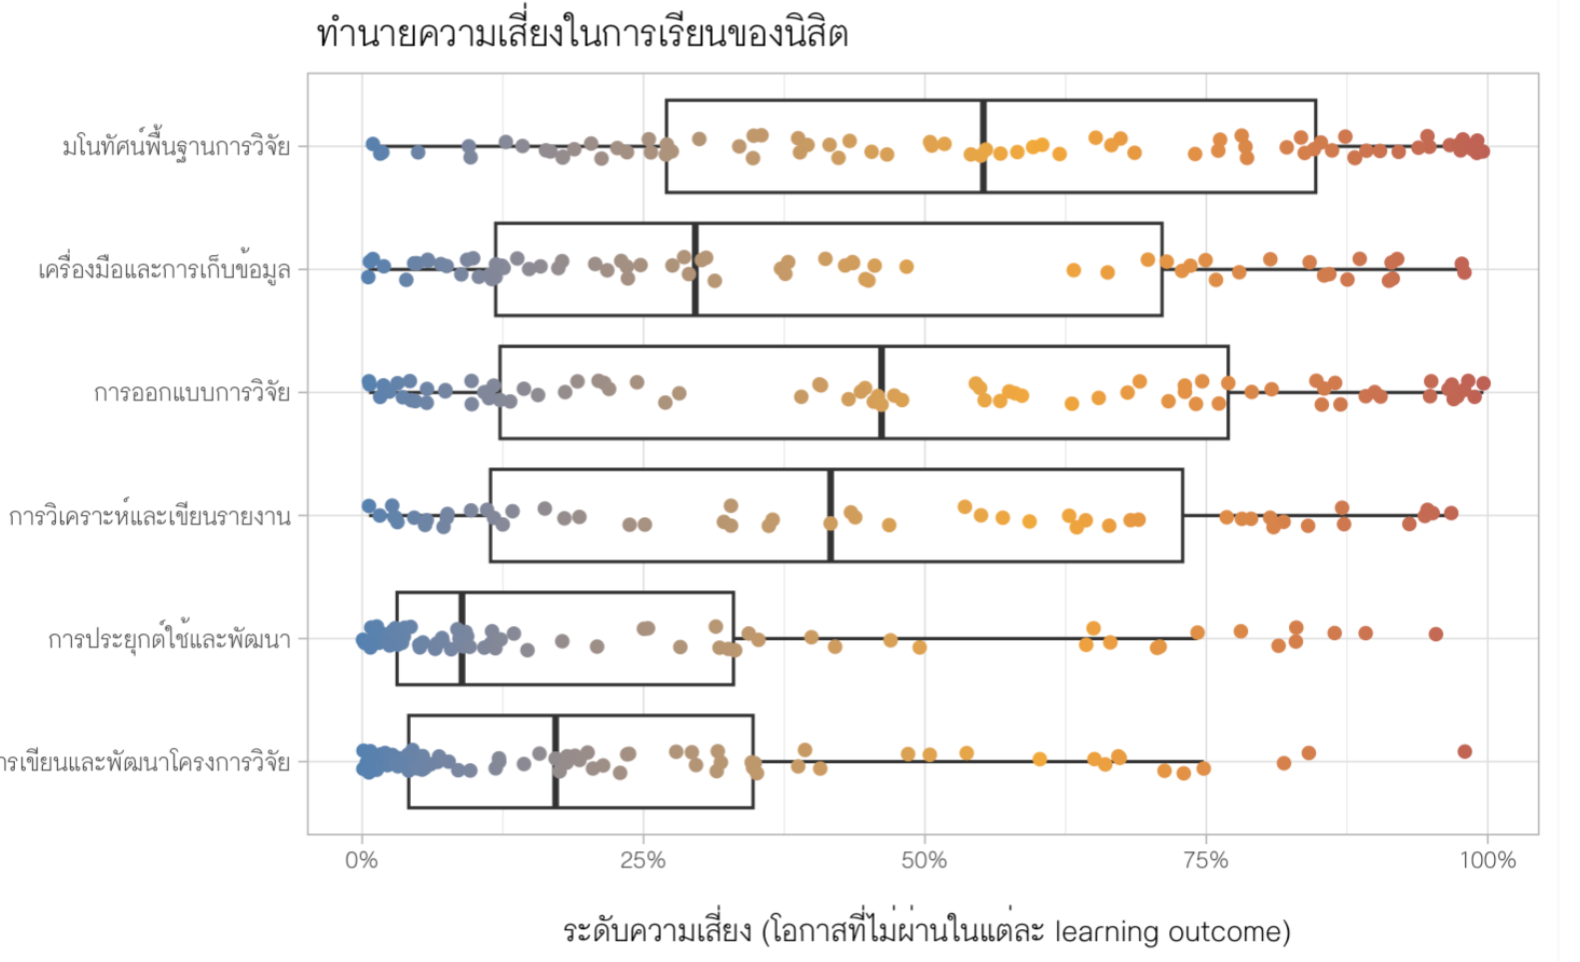 ทำนายความเสี่ยงในการเรียนของนิสิต
มโนทัศน์พื้นฐานการวิจัย
เครื่องมือและการเก็บข้อมูล
การออกแบบการวิจัย
การวิเคราะห์และเขียนรายงาน
การประยุกต์ใช้และพัฒนา
ารเขียนและพัฒนาโครงการวิจัย
0% 25% 50% 75% 100%
ระดับความเสี่ยง (โอกาสที่ไม่ผ่านในแต่ละ learning outcome)